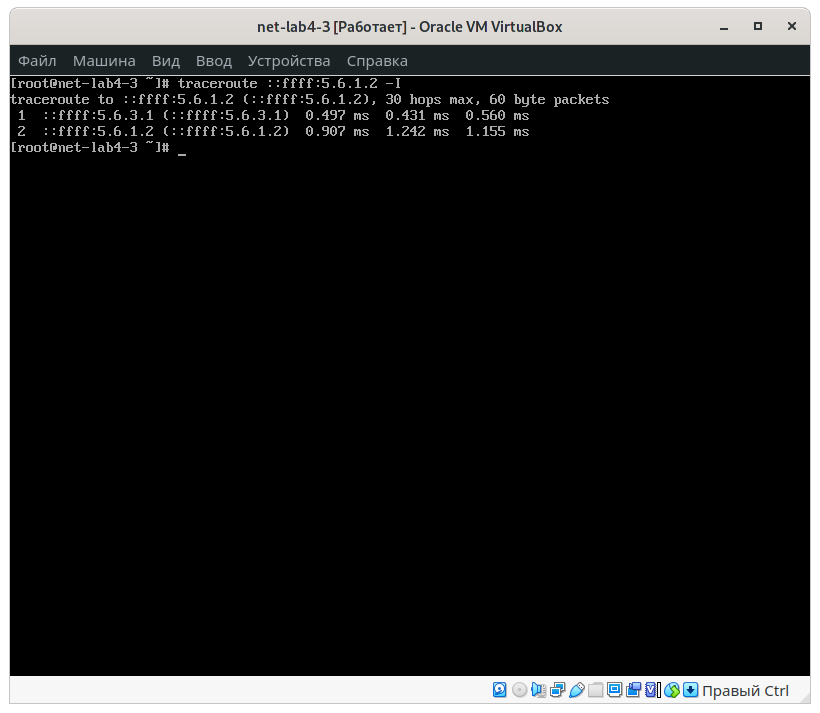 net-lab4-3 [Работает] - Oracle VM VirtualBox
Файл Машина Вид Ввод Устройства Справка
[root@net-lab4-3 ~]# traceroute ::ffff:5.6.1.2 -I
traceroute to ::ffff:5.6.1.2 (::ffff:5.6.1.2), 30 hops max, 60 byte packets
 1  ::ffff:5.6.3.1 (::ffff:5.6.3.1)  0.497 ms  0.431 ms  0.560 ms
 2  ::ffff:5.6.1.2 (::ffff:5.6.1.2)  0.907 ms  1.242 ms  1.155 ms
[root@net-lab4-3 ~]# _
Правый Ctrl